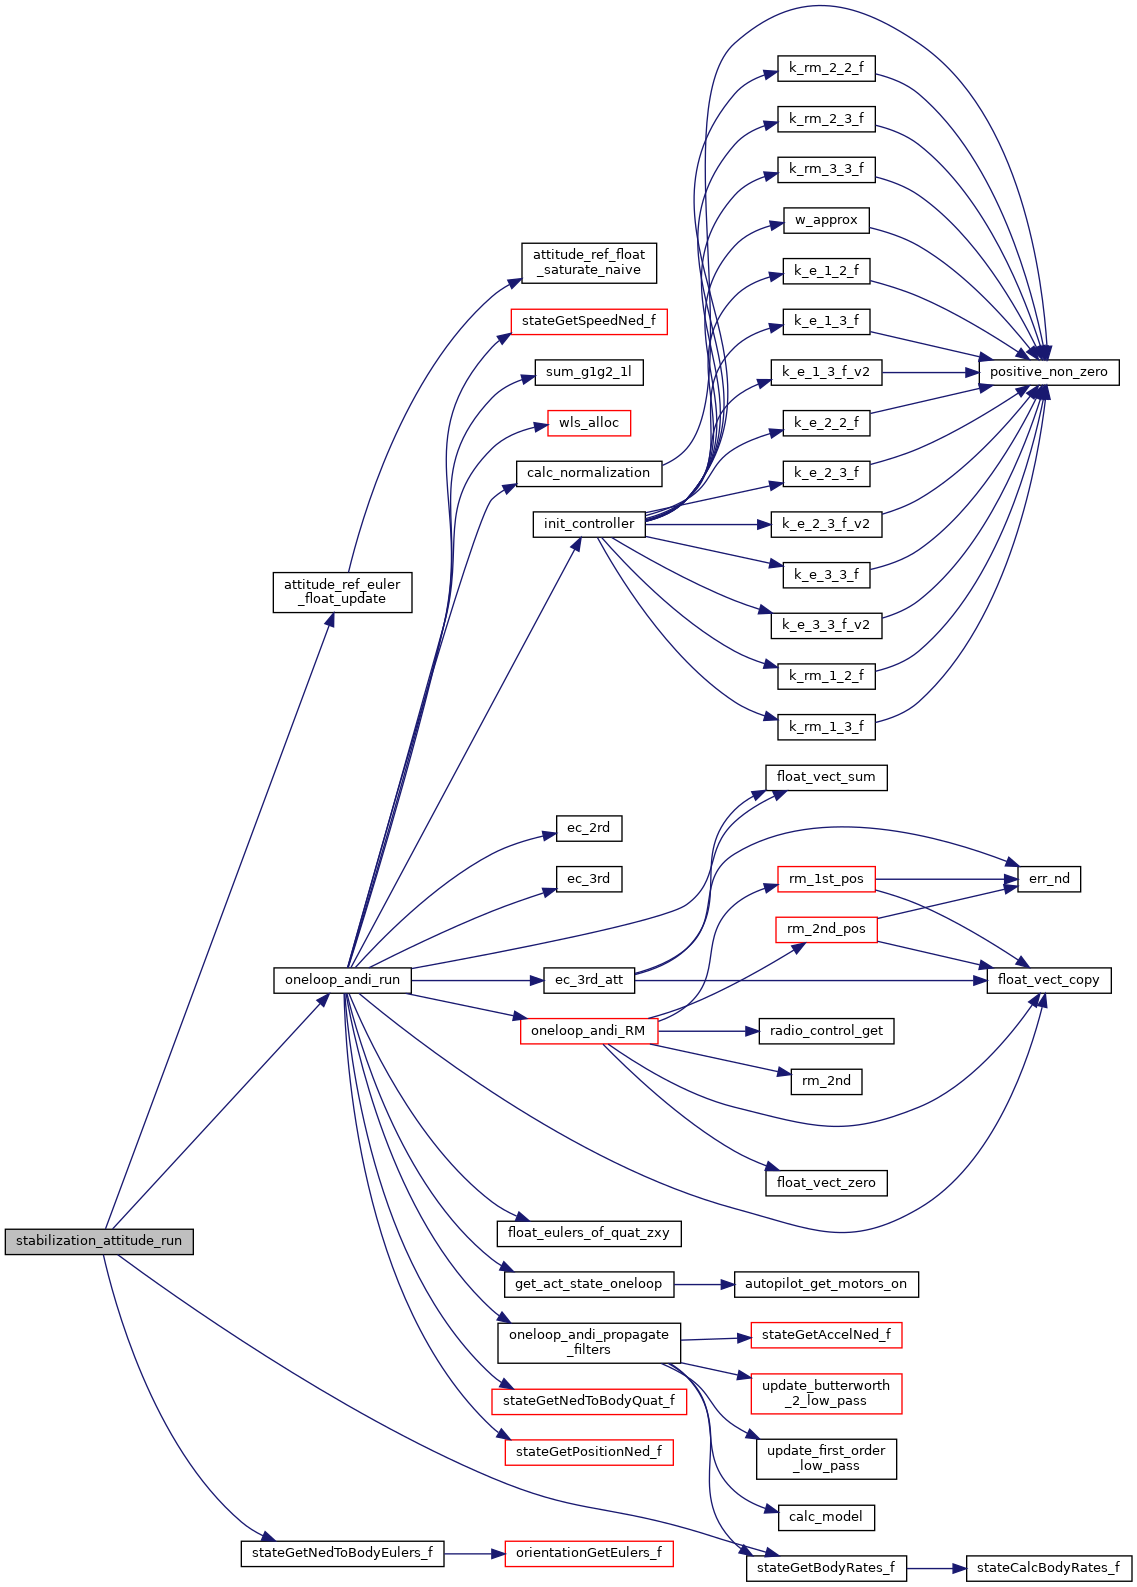 k_rm_2_2_f
k_rm_2_3_f
k_rm_3_3_f
w_approx
attitude_ref_float
_saturate_naive
k_e_1_2_f
stateGetSpeedNed_f
k_e_1_3_f
sum_g1g2_1l
k_e_1_3_f_v2
positive_non_zero
wls_alloc
k_e_2_2_f
calc_normalization
k_e_2_3_f
init_controller
k_e_2_3_f_v2
attitude_ref_euler
_float_update
k_e_3_3_f
k_e_3_3_f_v2
k_rm_1_2_f
k_rm_1_3_f
float_vect_sum
ec_2rd
ec_3rd
rm_1st_pos
err_nd
rm_2nd_pos
oneloop_andi_run
ec_3rd_att
float_vect_copy
oneloop_andi_RM
radio_control_get
rm_2nd
float_vect_zero
stabilization_attitude_run
float_eulers_of_quat_zxy
get_act_state_oneloop
autopilot_get_motors_on
oneloop_andi_propagate
_filters
stateGetAccelNed_f
update_butterworth
_2_low_pass
stateGetNedToBodyQuat_f
stateGetPositionNed_f
update_first_order
_low_pass
calc_model
stateGetNedToBodyEulers_f
orientationGetEulers_f
stateGetBodyRates_f
stateCalcBodyRates_f